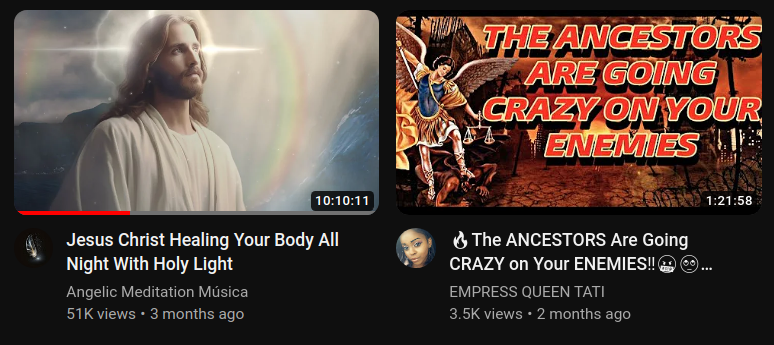 THE ANCESTORS
ARE GOING
CRAZY ON YOUR
ENEMIES
10:10:11
1:21:58
Jesus Christ Healing Your Body All
Night With Holy Light
Angelic Meditation Música
51K views • 3 months ago
🔥The ANCESTORS Are Going
CRAZY on Your ENEMIES!!😬🥺...
EMPRESS QUEEN TATI
3.5K views • 2 months ago